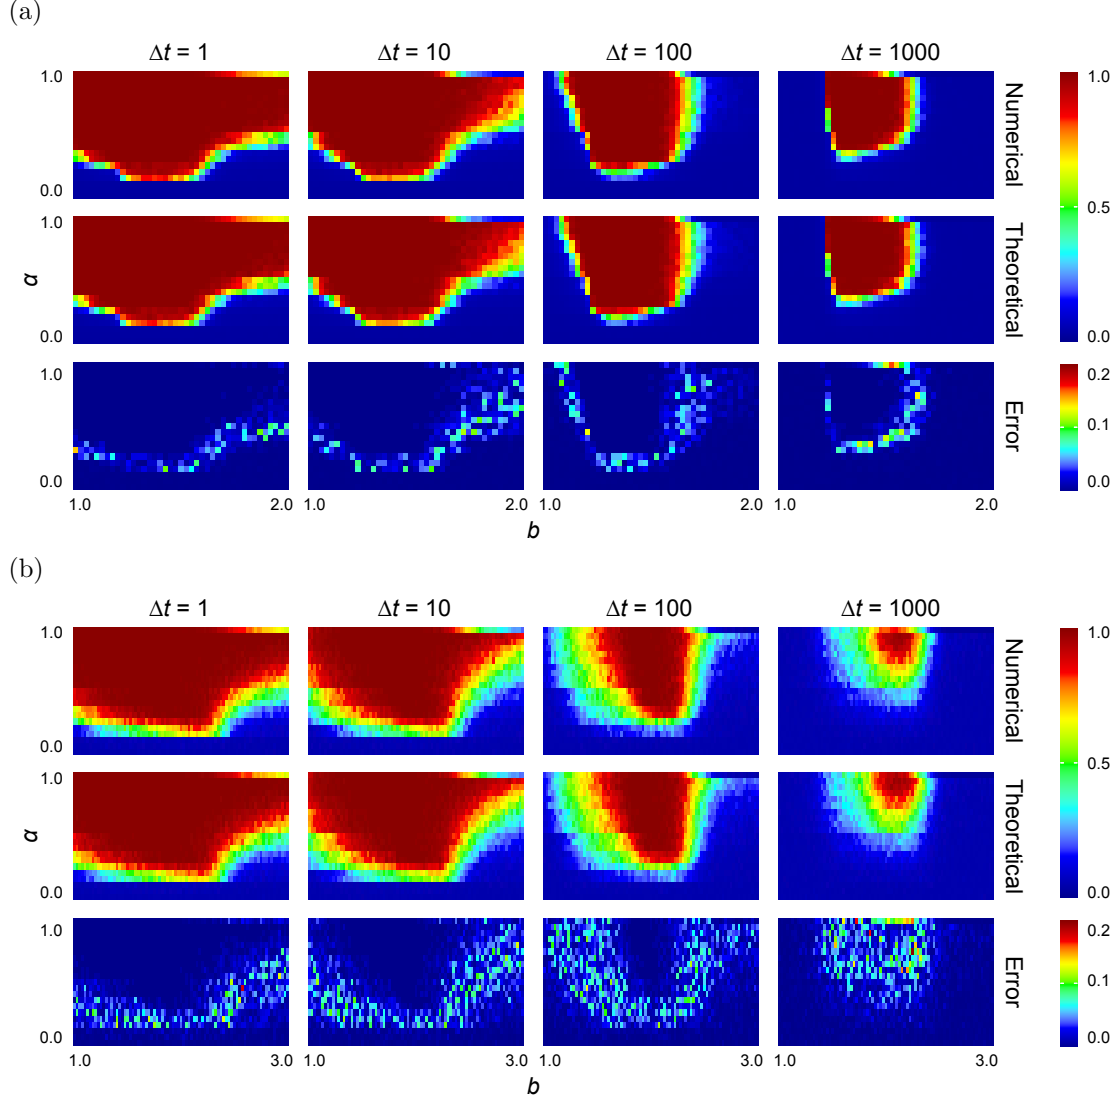 (a)
Δt = 1 Δt = 10 Δt = 100 Δt = 1000
1.0 Numerical 1.0
0.0 0.5
1.0 Theoretical
α
0.0 0.0
1.0 Error 0.2
0.1
0.0 0.0
1.0 2.0 1.0 2.0 1.0 2.0 1.0 2.0
b
(b)
Δt = 1 Δt = 10 Δt = 100 Δt = 1000
1.0 Numerical 1.0
0.0 0.5
1.0 Theoretical
α
0.0 0.0
1.0 Error 0.2
0.1
0.0 0.0
1.0 3.0 1.0 3.0 1.0 3.0 1.0 3.0
b